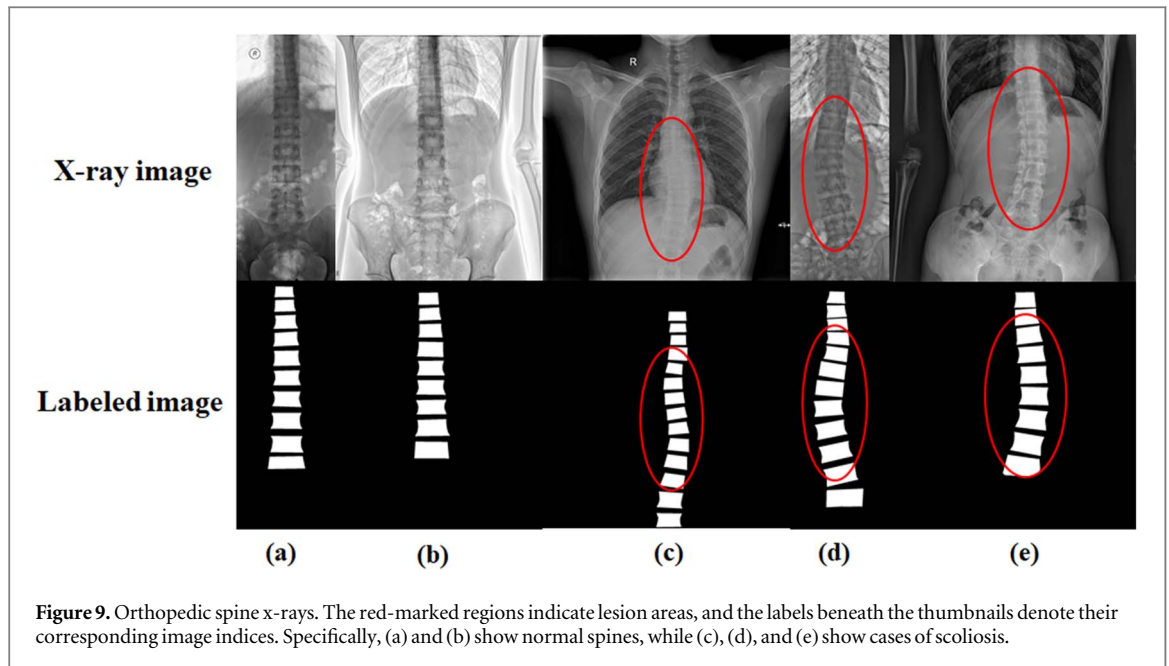 R
X-ray image
Labeled image
(a) (b) (c) (d) (e)
Figure 9. Orthopedic spine x-rays. The red-marked regions indicate lesion areas, and the labels beneath the thumbnails denote their
corresponding image indices. Specifically, (a) and (b) show normal spines, while (c), (d), and (e) show cases of scoliosis.